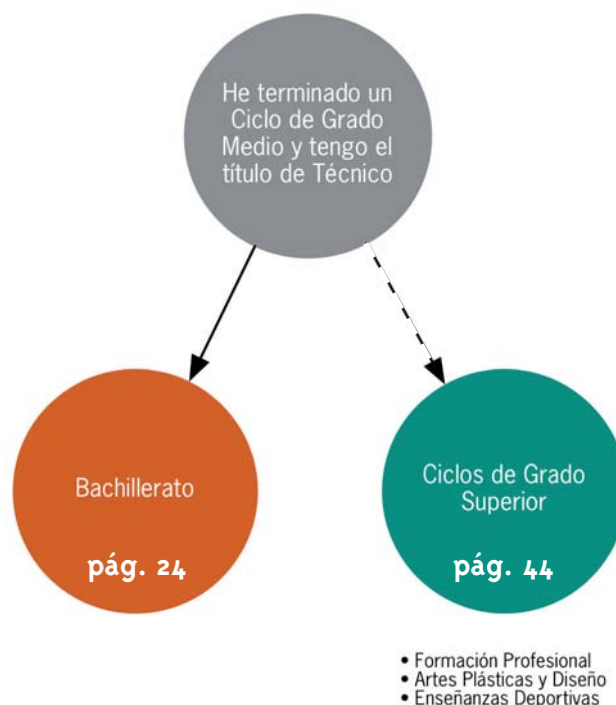 He terminado un
Ciclo de Grado
Medio y tengo el
título de Técnico
Bachillerato
pág. 24
Ciclos de Grado
Superior
pág. 44
• Formación Profesional
• Artes Plásticas y Diseño
• Enseñanzas Deportivas